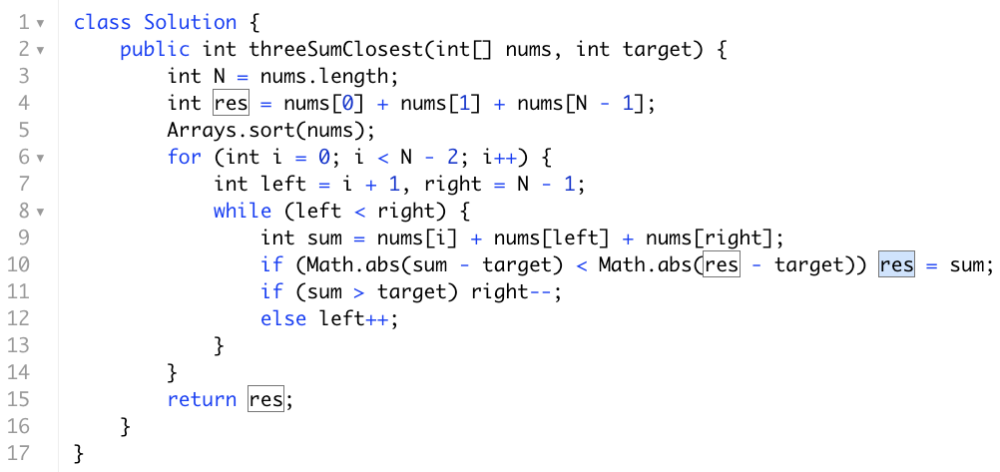 1 class Solution {
2 public int threeSumClosest(int[] nums, int target) {
3 int N = nums.length;
4 int res = nums[0] + nums[1] + nums[N - 1];
5 Arrays.sort(nums);
6 for (int i = 0; i < N - 2; i++) {
7 int left = i + 1, right = N - 1;
8 while (left < right) {
9 int sum = nums[i] + nums[left] + nums[right];
10 if (Math.abs(sum - target) < Math.abs(res - target)) res = sum;
11 if (sum > target) right--;
12 else left++;
13 }
14 }
15 return res;
16 }
17 }